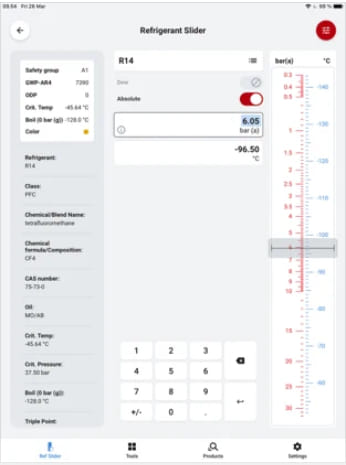 08:54 Fri 28 Mar
68 %
Refrigerant Slider
Safety group A1
GWP-AR4 7390
ODP 0
Crit. Temp -45.64 °C
Boil (0 bar (g)) -128.0 °C
Color
Refrigerant:
R14
Class:
PFC
Chemical/Blend Name:
tetrafluoromethane
Chemical
formula/Composition:
CF4
CAS number:
75-73-0
Oil:
MO/AB
Crit. Temp:
-45.64 °C
Crit. Pressure:
37.50 bar
Boil (0 bar (g)):
-128.0 °C
Triple Point:
R14
Dew
Absolute
6.05
bar (a)
-96.50
°C
1 2 3
4 5 6
7 8 9
+/- 0 .
bar(a) °C
0.3
0.4
0.5
1
1.5
2
2.5
3
3.5
4
5
6
7
8
9
10
15
20
25
30
-140
-130
-120
-110
-100
-90
-80
-70
-60
Ref Slider
Tools
Products
Settings